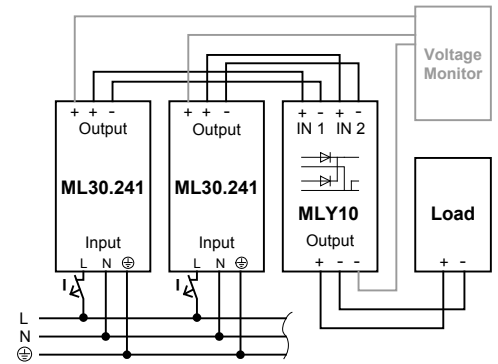 Voltage
Monitor
+ + -
+ + -
+ - + -
IN 1 IN 2
Output
Output
ML30.241
ML30.241
MLY10
Load
Output
Input
Input
+ - -
+ -
L N
L N
I
I
L
N